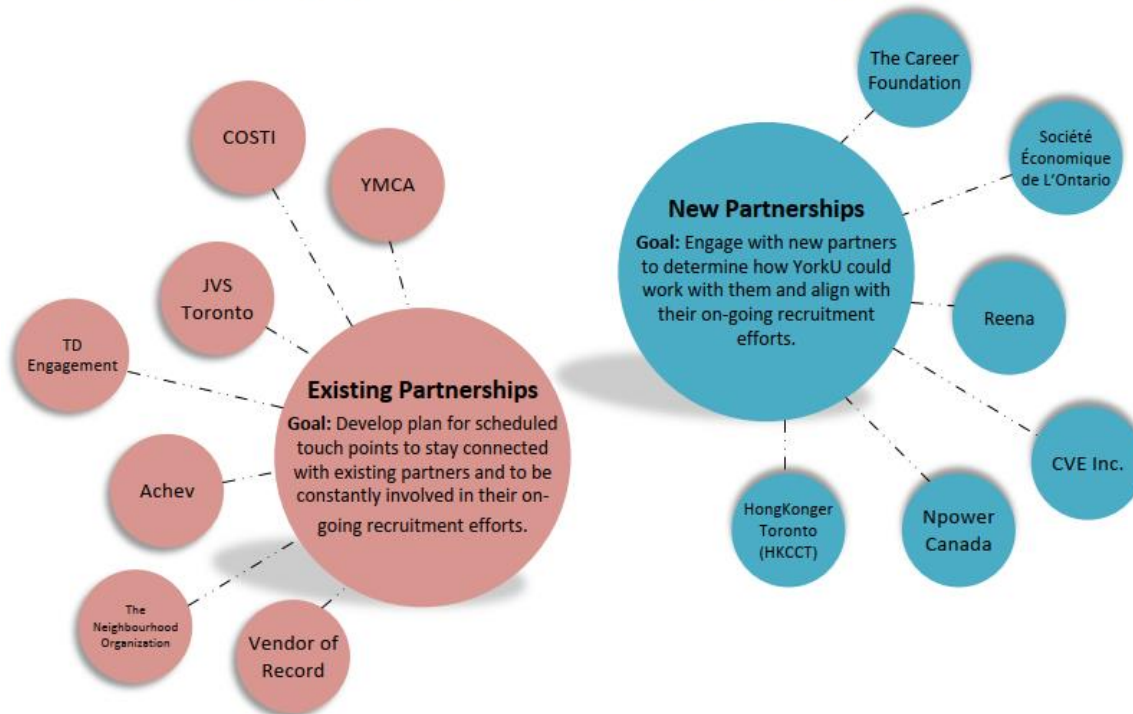 COSTI
YMCA
JVS
Toronto
TD
Engagement
Achev
The
Neighbourhood
Organization
Vendor of
Record
Existing Partnerships
Goal: Develop plan for scheduled
touch points to stay connected
with existing partners and to be
constantly involved in their on-
going recruitment efforts.
The Career
Foundation
Société
Économique
de L'Ontario
New Partnerships
Goal: Engage with new partners
to determine how YorkU could
work with them and align with
their on-going recruitment
efforts.
Reena
CVE Inc.
Npower
Canada
HongKonger
Toronto
(HKCCT)